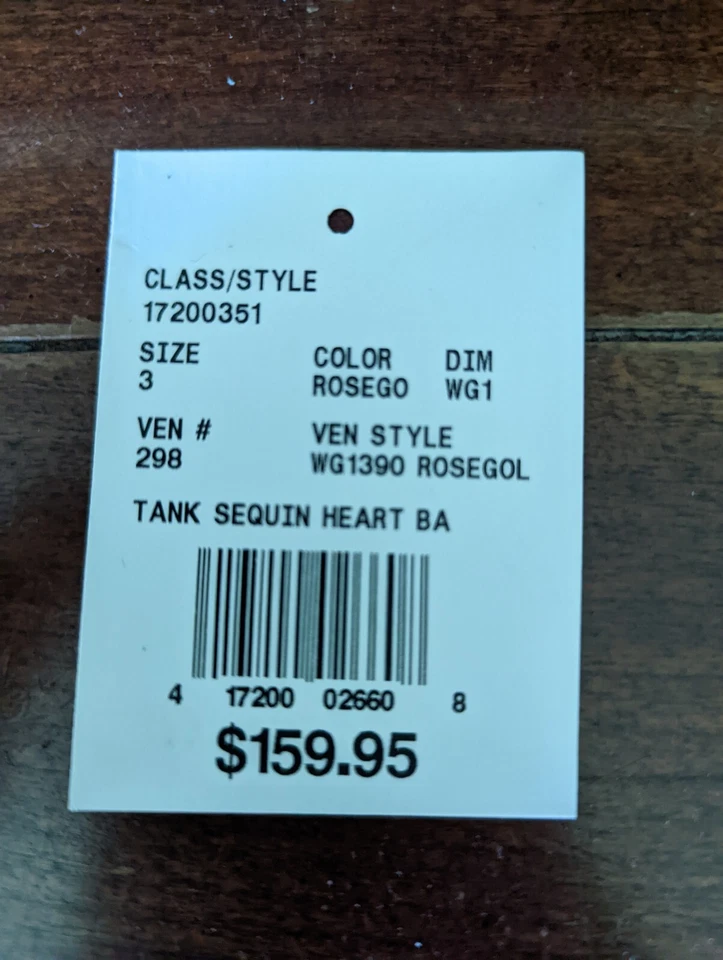 CLASS/STYLE
17200351
SIZE COLOR DIM
3 ROSEGO WG1
VEN # VEN STYLE
298 WG1390 ROSEGOL
TANK SEQUIN HEART BA
4 17200 02660 8
$159.95